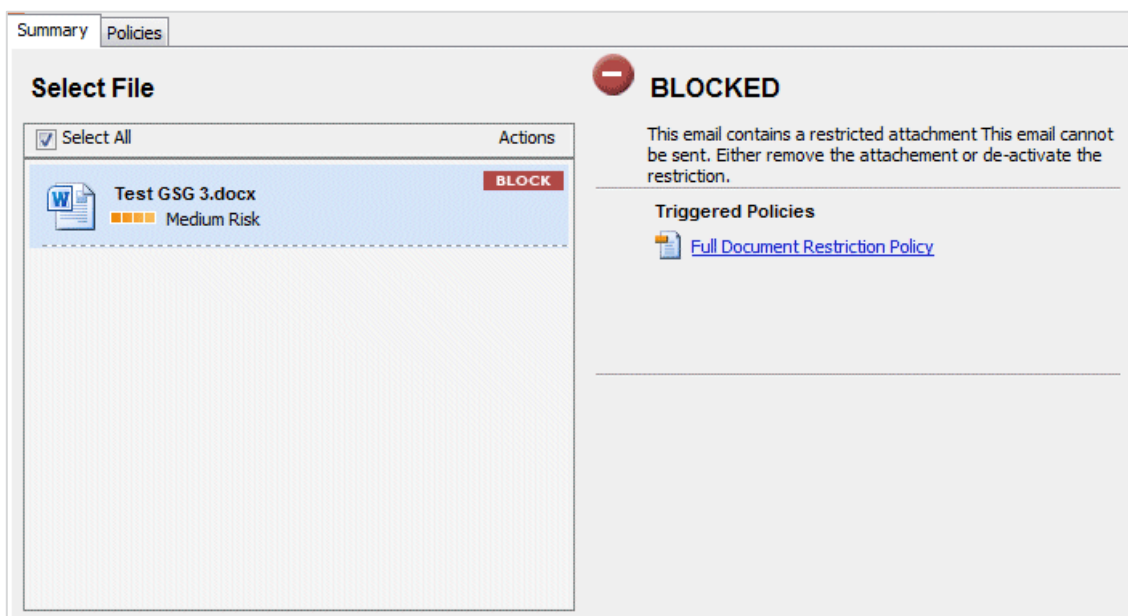 Summary
Policies
Select File
Select All
Actions
Test GSG 3.docx
BLOCK
Medium Risk
BLOCKED
This email contains a restricted attachment This email cannot
be sent. Either remove the attachement or de-activate the
restriction.
Triggered Policies
Full Document Restriction Policy